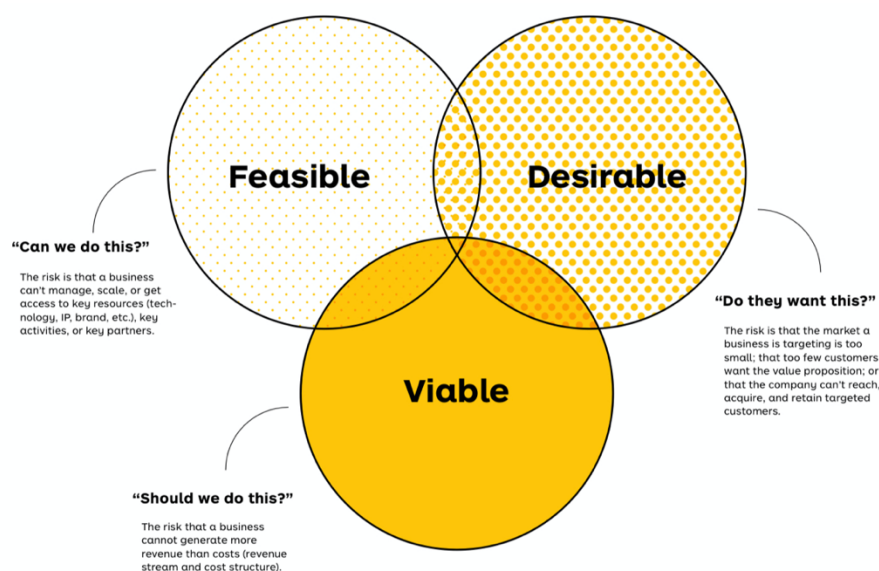 Feasible
Desirable
“Can we do this?”
The risk is that a business
can't manage, scale, or get
access to key resources (tech-
nology, IP, brand, etc.), key
activities, or key partners.
“Do they want this?”
The risk is that the market a
business is targeting is too
small; that too few customers
want the value proposition; or
that the company can't reach,
acquire, and retain targeted
customers.
Viable
“Should we do this?”
The risk that a business
cannot generate more
revenue than costs (revenue
stream and cost structure).